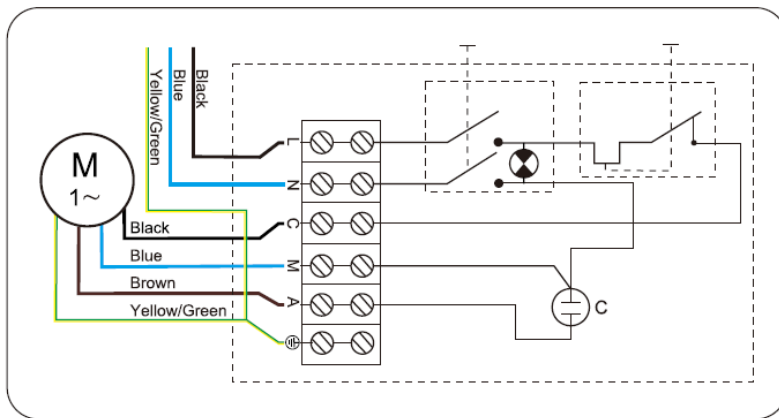 Yellow/Green
Blue
Black
L
N
C
M
A
M
1~
Black
Blue
Brown
Yellow/Green
C